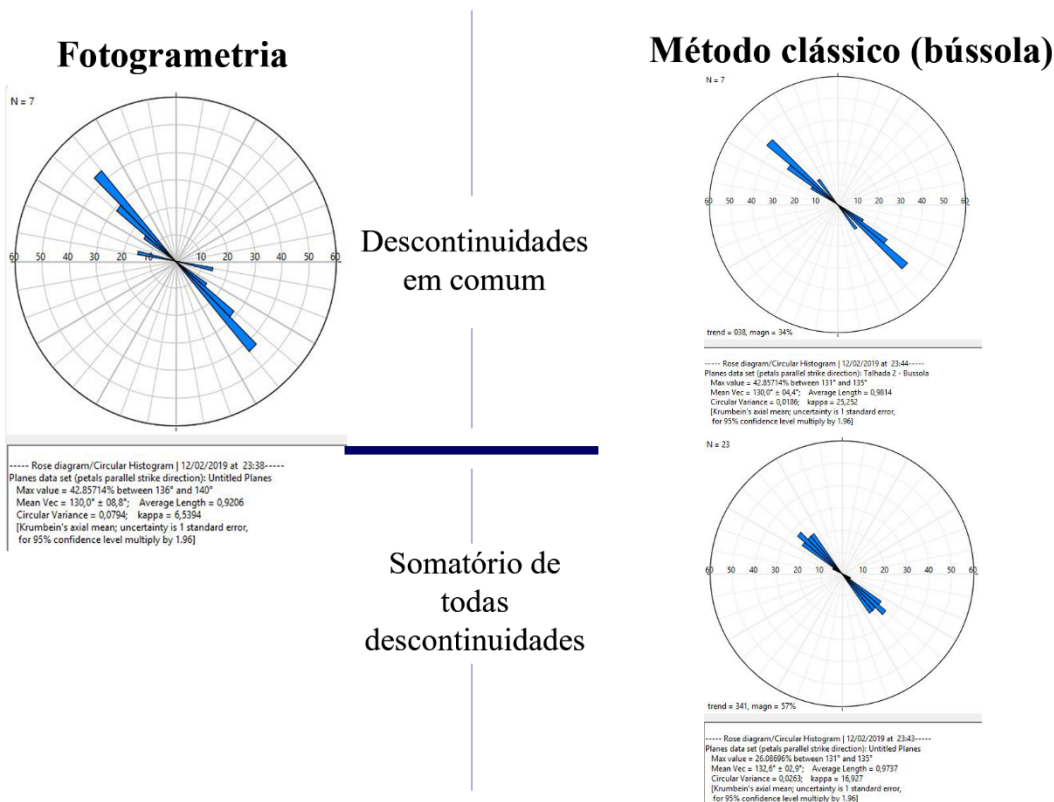 Fotogrametria
N = 7
60 50 40 30 20 10 10 20 30 40 50 60
----- Rose diagram/Circular Histogram | 12/02/2019 at 23:38-----
Planes data set (petals parallel strike direction): Untitled Planes
Max value = 42.85714% between 136° and 140°
Mean Vec = 130,0° ± 08,8°; Average Length = 0,9206
Circular Variance = 0,0794; kappa = 6,5394
[Krumbein's axial mean; uncertainty is 1 standard error,
for 95% confidence level multiply by 1.96]
Descontinuidades
em comum
Somatório de
todas
descontinuidades
Método clássico (bússola)
N = 7
60 50 40 30 20 10 10 20 30 40 50 60
trend = 038, magn = 34%
----- Rose diagram/Circular Histogram | 12/02/2019 at 23:44-----
Planes data set (petals parallel strike direction): Talhada 2 - Bussola
Max value = 42.85714% between 131° and 135°
Mean Vec = 130,0° ± 04,4°; Average Length = 0,9814
Circular Variance = 0,0186; kappa = 25,252
[Krumbein's axial mean; uncertainty is 1 standard error,
for 95% confidence level multiply by 1.96]
N = 23
60 50 40 30 20 10 10 20 30 40 50 60
trend = 341, magn = 57%
----- Rose diagram/Circular Histogram | 12/02/2019 at 23:43-----
Planes data set (petals parallel strike direction): Untitled Planes
Max value = 26.08696% between 131° and 135°
Mean Vec = 132,6° ± 02,9°; Average Length = 0,9737
Circular Variance = 0,0263; kappa = 16,927
[Krumbein's axial mean; uncertainty is 1 standard error,
for 95% confidence level multiply by 1.96]